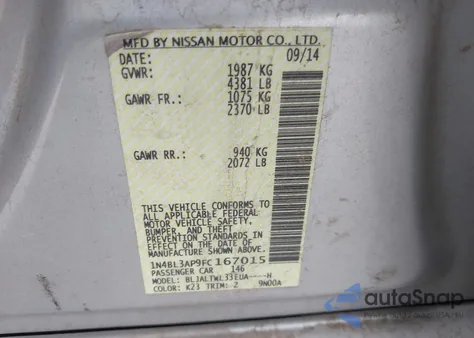 MFD BY NISSAN MOTOR CO., LTD.
DATE: 09/14
GVWR: 1987 KG
4381 LB
GAWR FR.: 1075 KG
2370 LB
GAWR RR.: 940 KG
2072 LB
THIS VEHICLE CONFORMS TO
ALL APPLICABLE FEDERAL
MOTOR VEHICLE SAFETY,
BUMPER, AND THEFT
PREVENTION STANDARDS
IN EFFECT ON THE DATE OF
MANUFACTURE SHOWN ABOVE.
1N4BL3AP9FC167015
PASSENGER CAR 146
MODEL: BL3ALTWL33EUA----H
COLOR: K23 TRIM: Z 9N00A
autosnap